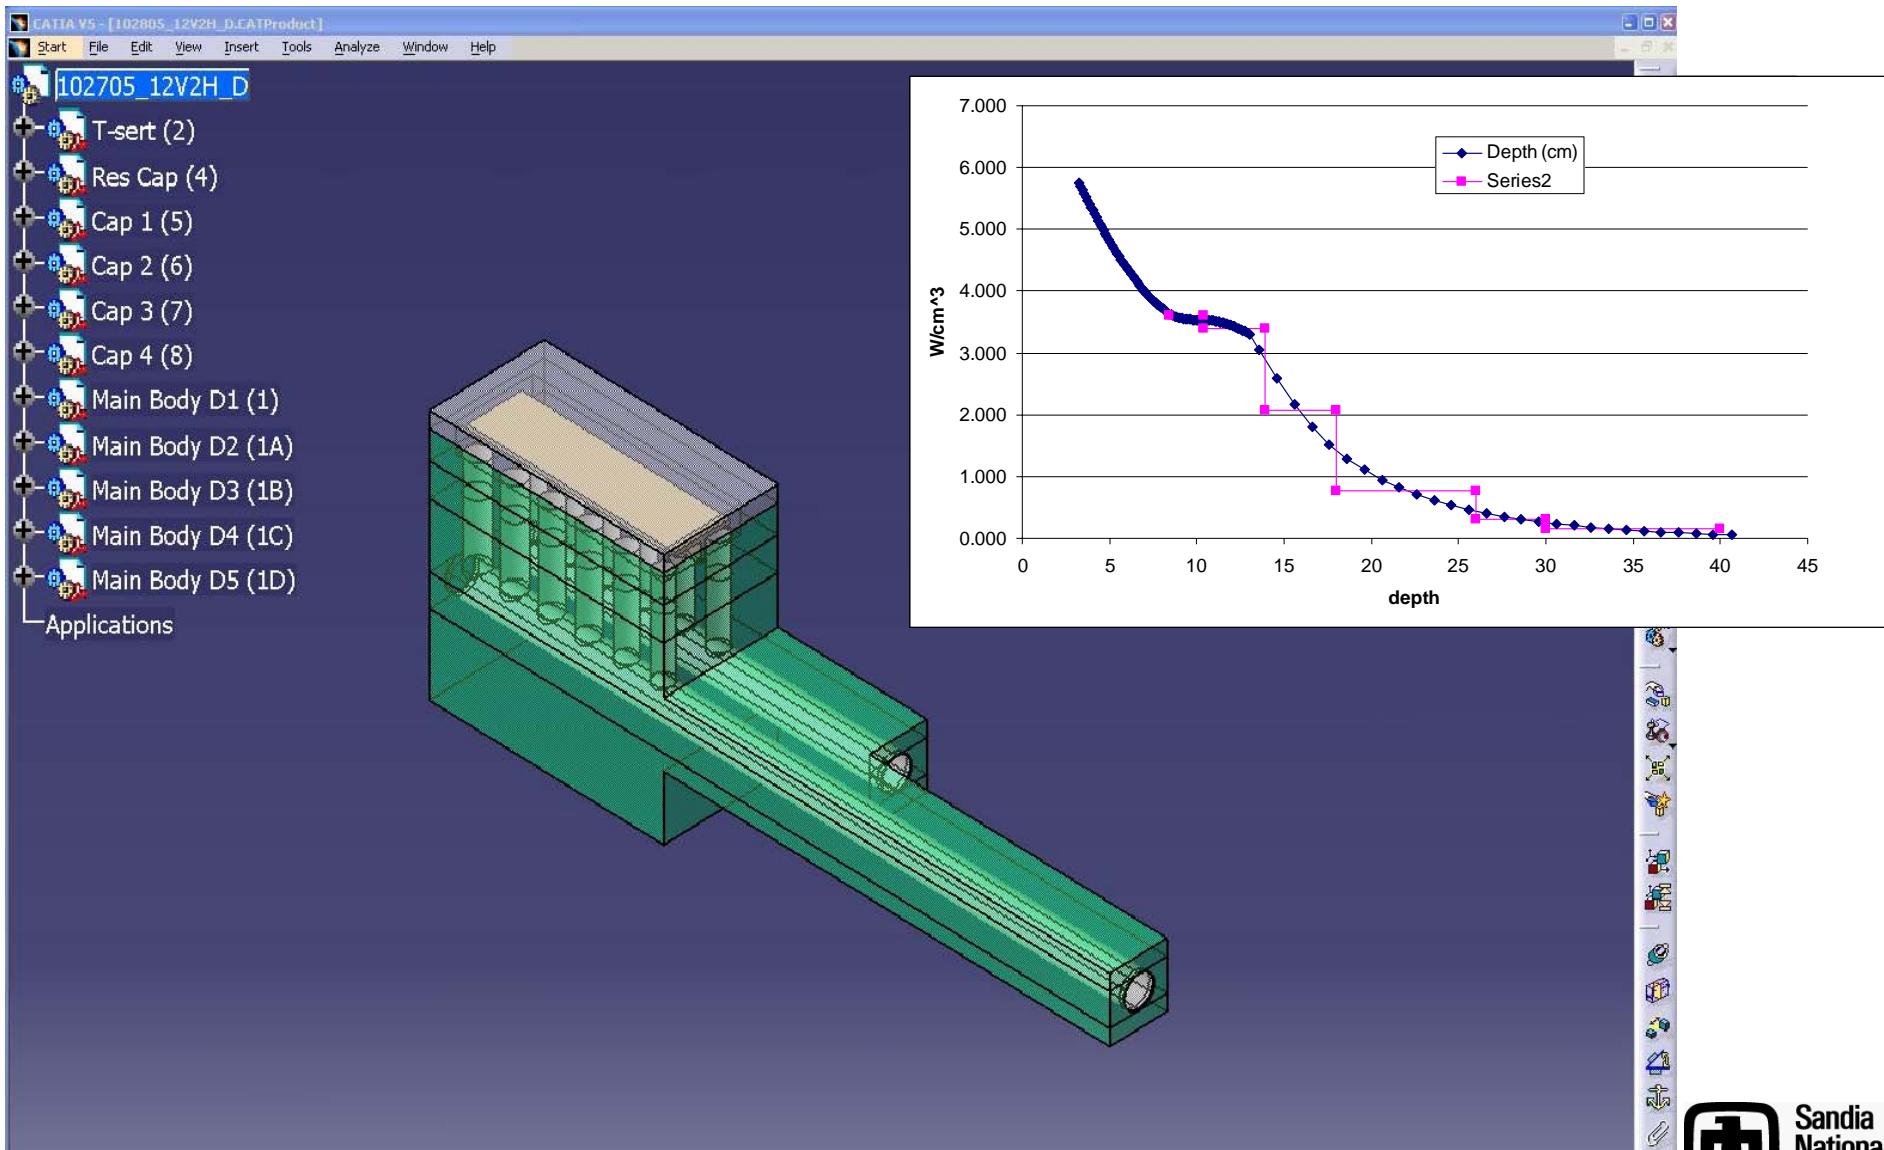 CATIA V5 - [102805_12V2H_D.CATProduct]
Start File Edit View Insert Tools Analyze Window Help
102705_12V2H_D
T-sert (2)
Res Cap (4)
Cap 1 (5)
Cap 2 (6)
Cap 3 (7)
Cap 4 (8)
Main Body D1 (1)
Main Body D2 (1A)
Main Body D3 (1B)
Main Body D4 (1C)
Main Body D5 (1D)
Applications
7.000
6.000
5.000
4.000
3.000
2.000
1.000
0.000
W/cm^3
Depth (cm)
Series2
0 5 10 15 20 25 30 35 40 45
depth
Sandia
Nationa